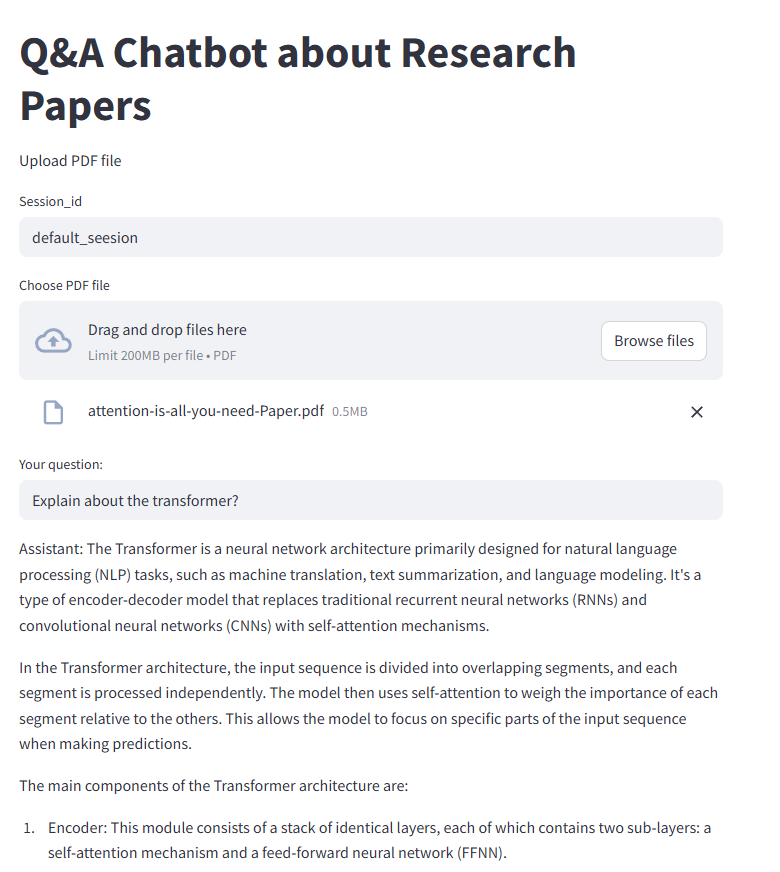 Q&A Chatbot about Research
Papers
Upload PDF file
Session_id
default_seesion
Choose PDF file
Drag and drop files here
Limit 200MB per file • PDF
Browse files
attention-is-all-you-need-Paper.pdf 0.5MB
Your question:
Explain about the transformer?
Assistant: The Transformer is a neural network architecture primarily designed for natural language
processing (NLP) tasks, such as machine translation, text summarization, and language modeling. It's a
type of encoder-decoder model that replaces traditional recurrent neural networks (RNNs) and
convolutional neural networks (CNNs) with self-attention mechanisms.
In the Transformer architecture, the input sequence is divided into overlapping segments, and each
segment is processed independently. The model then uses self-attention to weigh the importance of each
segment relative to the others. This allows the model to focus on specific parts of the input sequence
when making predictions.
The main components of the Transformer architecture are:
1. Encoder: This module consists of a stack of identical layers, each of which contains two sub-layers: a
self-attention mechanism and a feed-forward neural network (FFNN).